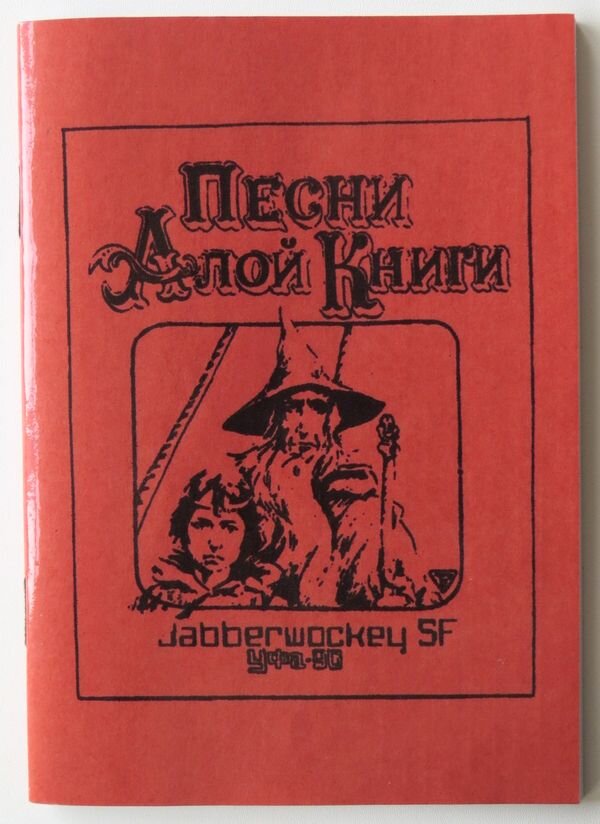 Песни
Алой Книги
Jabberwockey SF
Уфа-90